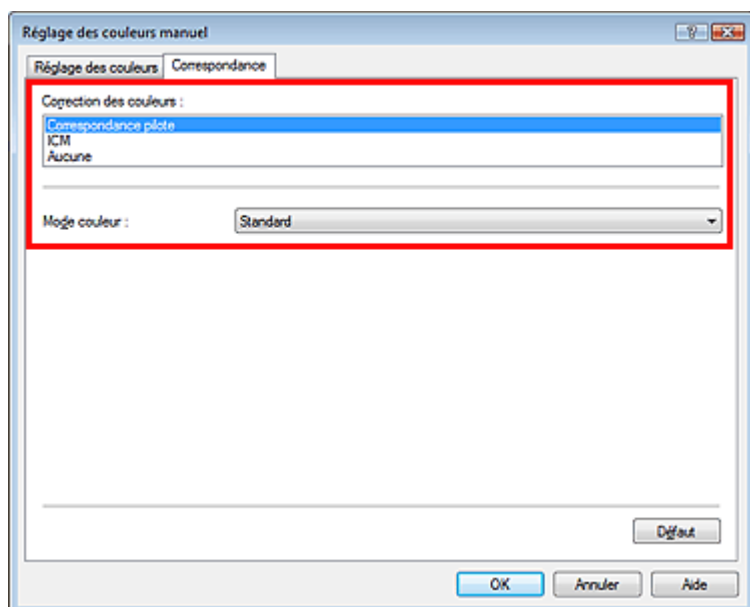 Réglage des couleurs manuel
Réglage des couleurs Correspondance
Correction des couleurs :
Correspondance pilote
ICM
Aucune
Mode couleur : Standard
Défaut
OK Annuler Aide